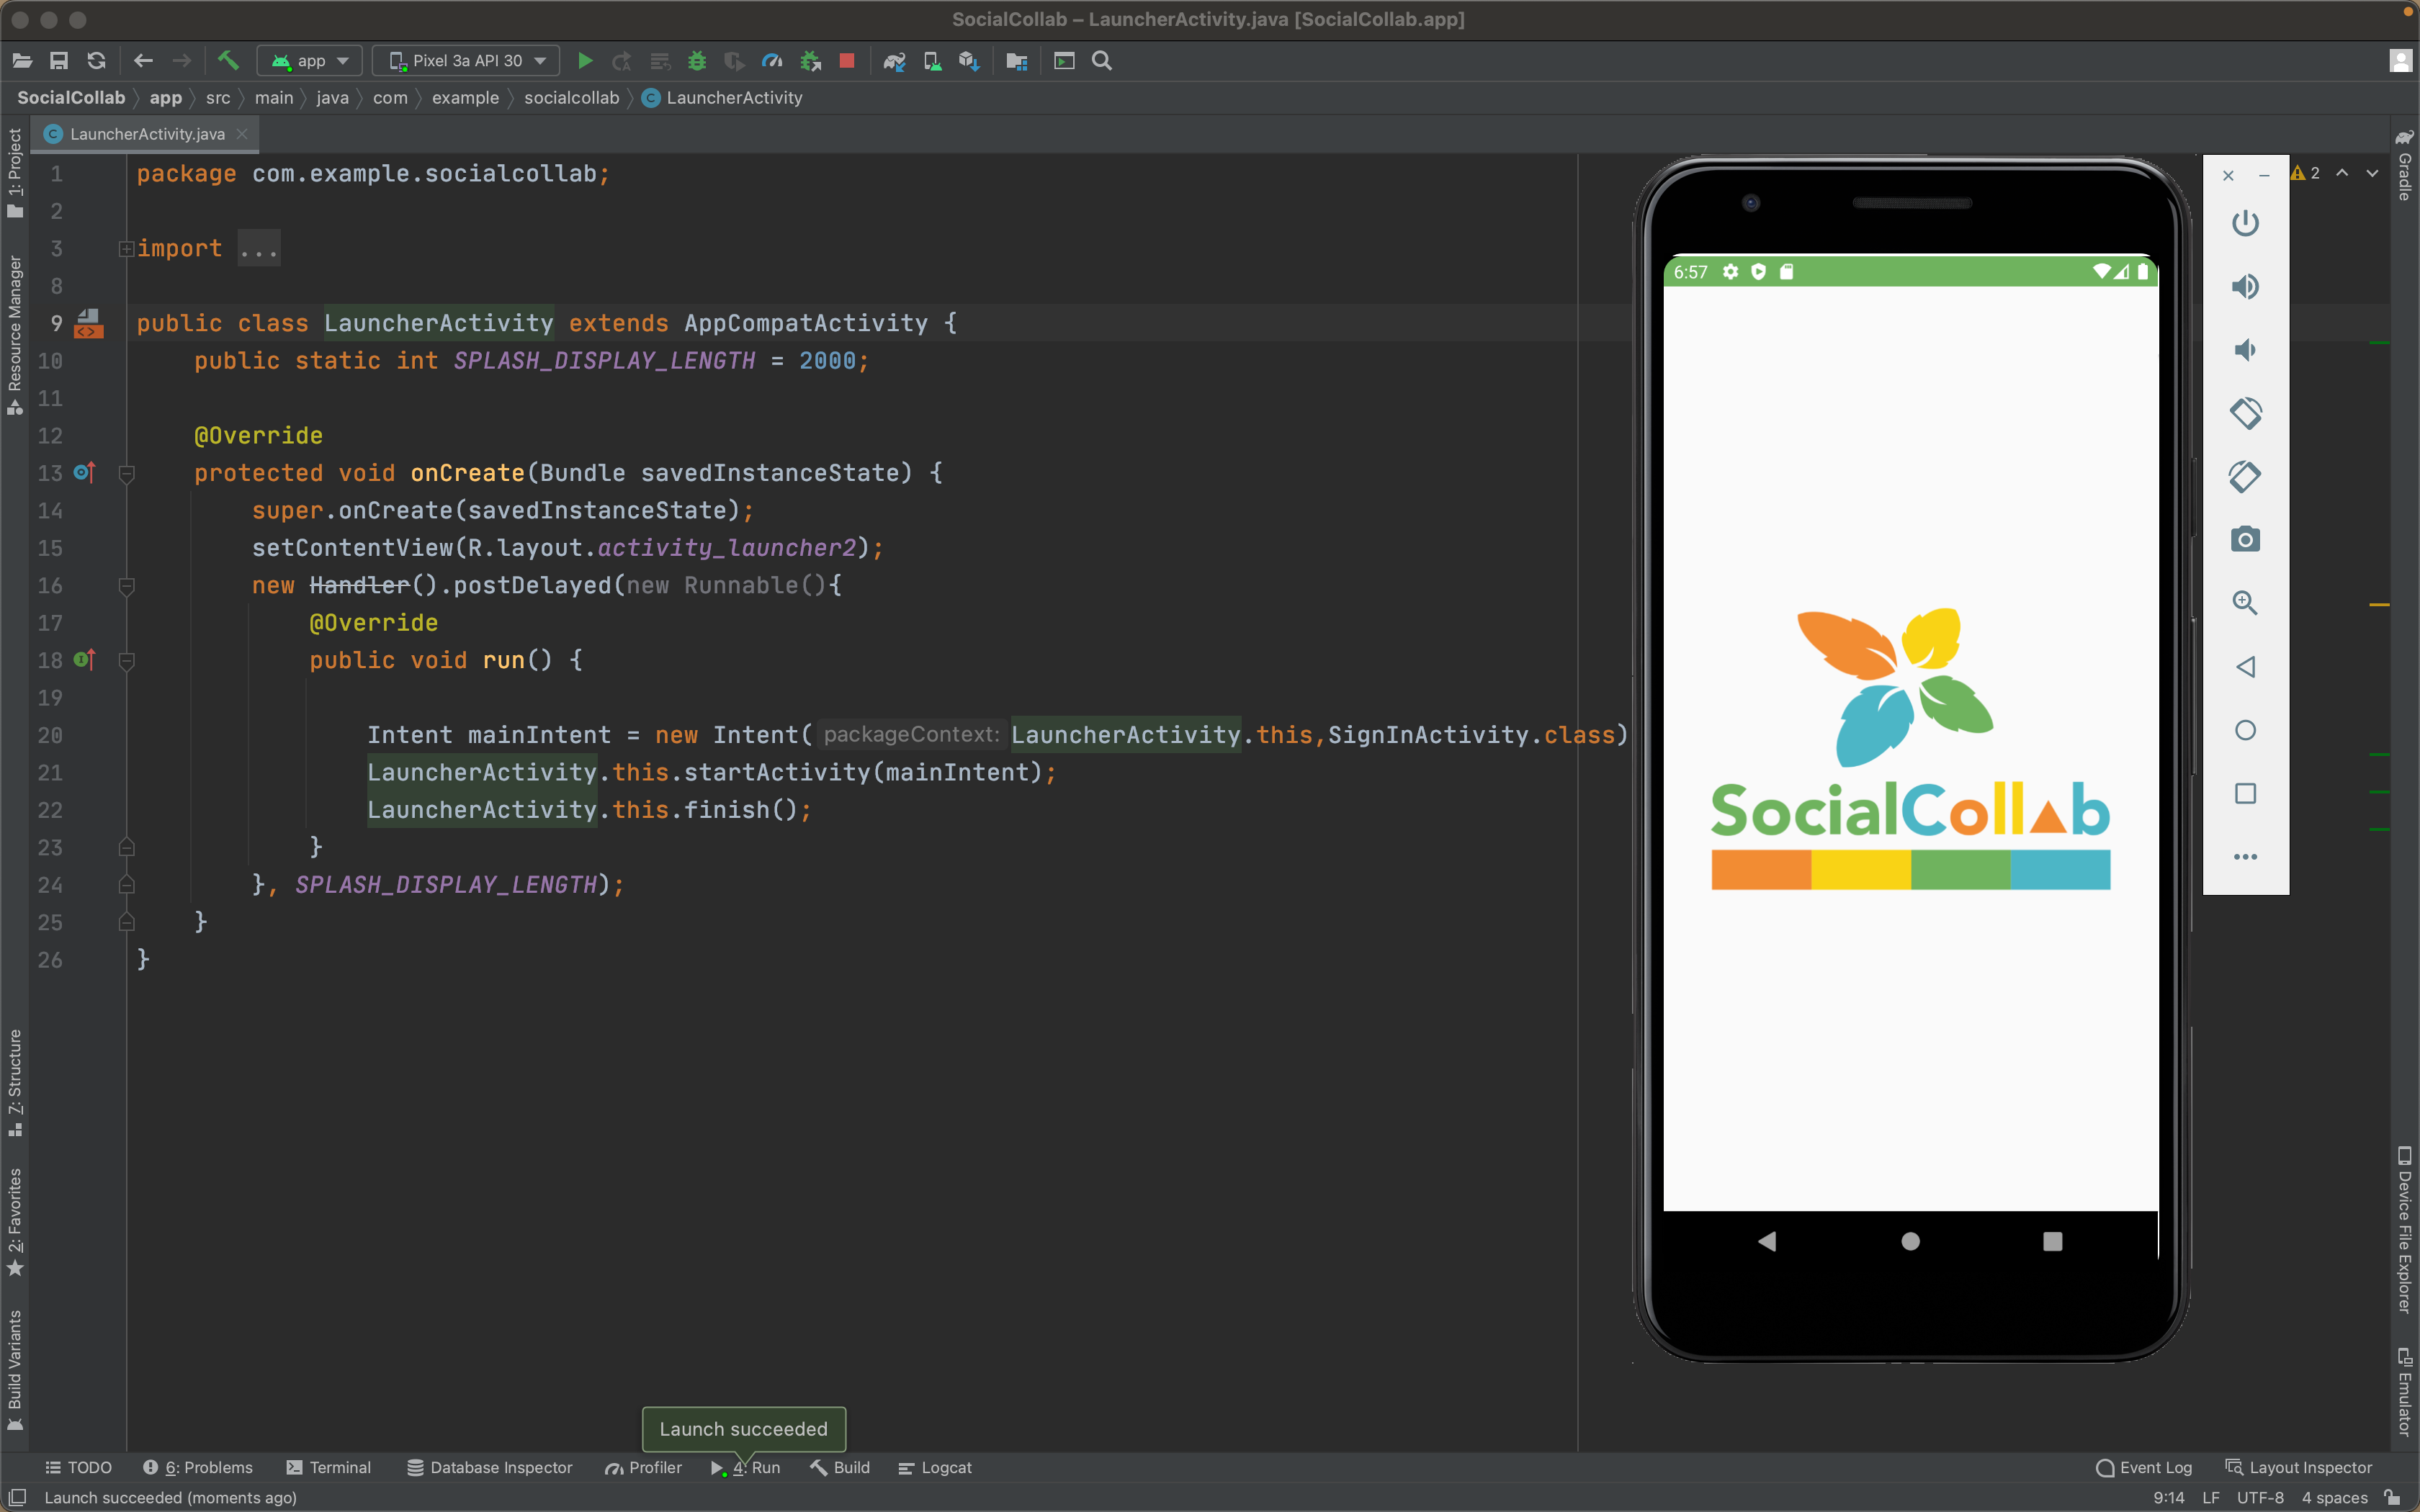 SocialCollab – LauncherActivity.java [SocialCollab.app]
app
Pixel 3a API 30
SocialCollab
app
src
main
java
com
example
socialcollab
LauncherActivity
LauncherActivity.java
1: Project
Resource Manager
7: Structure
2: Favorites
Build Variants
1 package com.example.socialcollab;
2
3 import ...
8
9 public class LauncherActivity extends AppCompatActivity {
10 public static int SPLASH_DISPLAY_LENGTH = 2000;
11
12 @Override
13 protected void onCreate(Bundle savedInstanceState) {
14 super.onCreate(savedInstanceState);
15 setContentView(R.layout.activity_launcher2);
16 new Handler().postDelayed(new Runnable(){
17 @Override
18 public void run() {
19
20 Intent mainIntent = new Intent( packageContext: LauncherActivity.this,SignInActivity.class)
21 LauncherActivity.this.startActivity(mainIntent);
22 LauncherActivity.this.finish();
23 }
24 }, SPLASH_DISPLAY_LENGTH);
25 }
26 }
6:57
SocialCollab
2
Gradle
Device File Explorer
Emulator
Launch succeeded
TODO
6: Problems
Terminal
Database Inspector
Profiler
4: Run
Build
Logcat
Event Log
Layout Inspector
Launch succeeded (moments ago)
9:14
LF
UTF-8
4 spaces